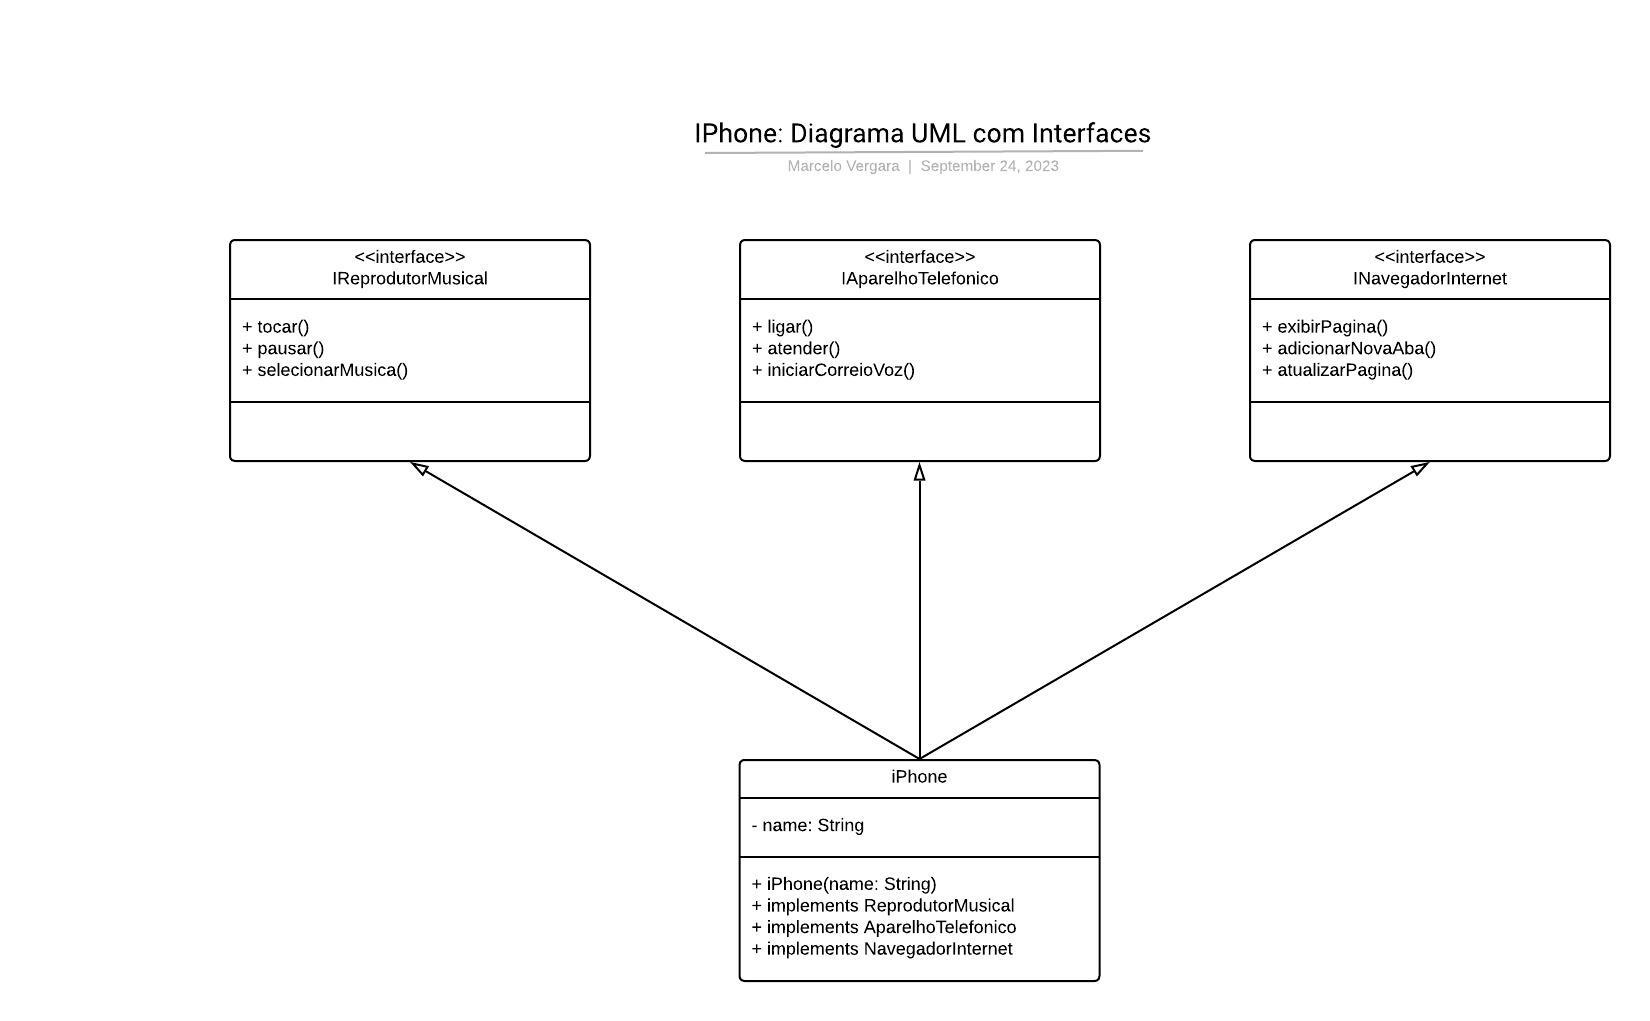 IPhone: Diagrama UML com Interfaces
Marcelo Vergara | September 24, 2023
<<interface>>
IReprodutorMusical
+ tocar()
+ pausar()
+ selecionarMusica()
<<interface>>
IAparelhoTelefonico
+ ligar()
+ atender()
+ iniciarCorreioVoz()
<<interface>>
INavegadorInternet
+ exibirPagina()
+ adicionarNovaAba()
+ atualizarPagina()
iPhone
- name: String
+ iPhone(name: String)
+ implements ReprodutorMusical
+ implements AparelhoTelefonico
+ implements NavegadorInternet